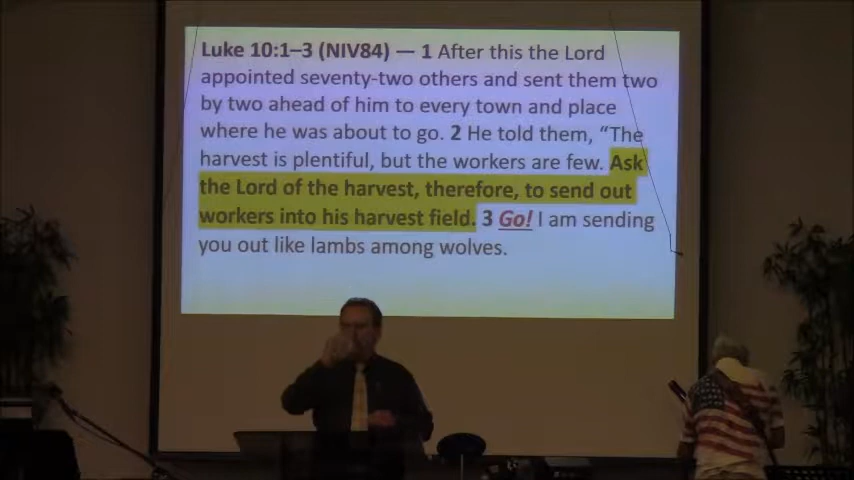 Luke 10:1–3 (NIV84) — 1 After this the Lord
appointed seventy-two others and sent them two
by two ahead of him to every town and place
where he was about to go. 2 He told them, “The
harvest is plentiful, but the workers are few. Ask
the Lord of the harvest, therefore, to send out
workers into his harvest field. 3 Go! I am sending
you out like lambs among wolves.